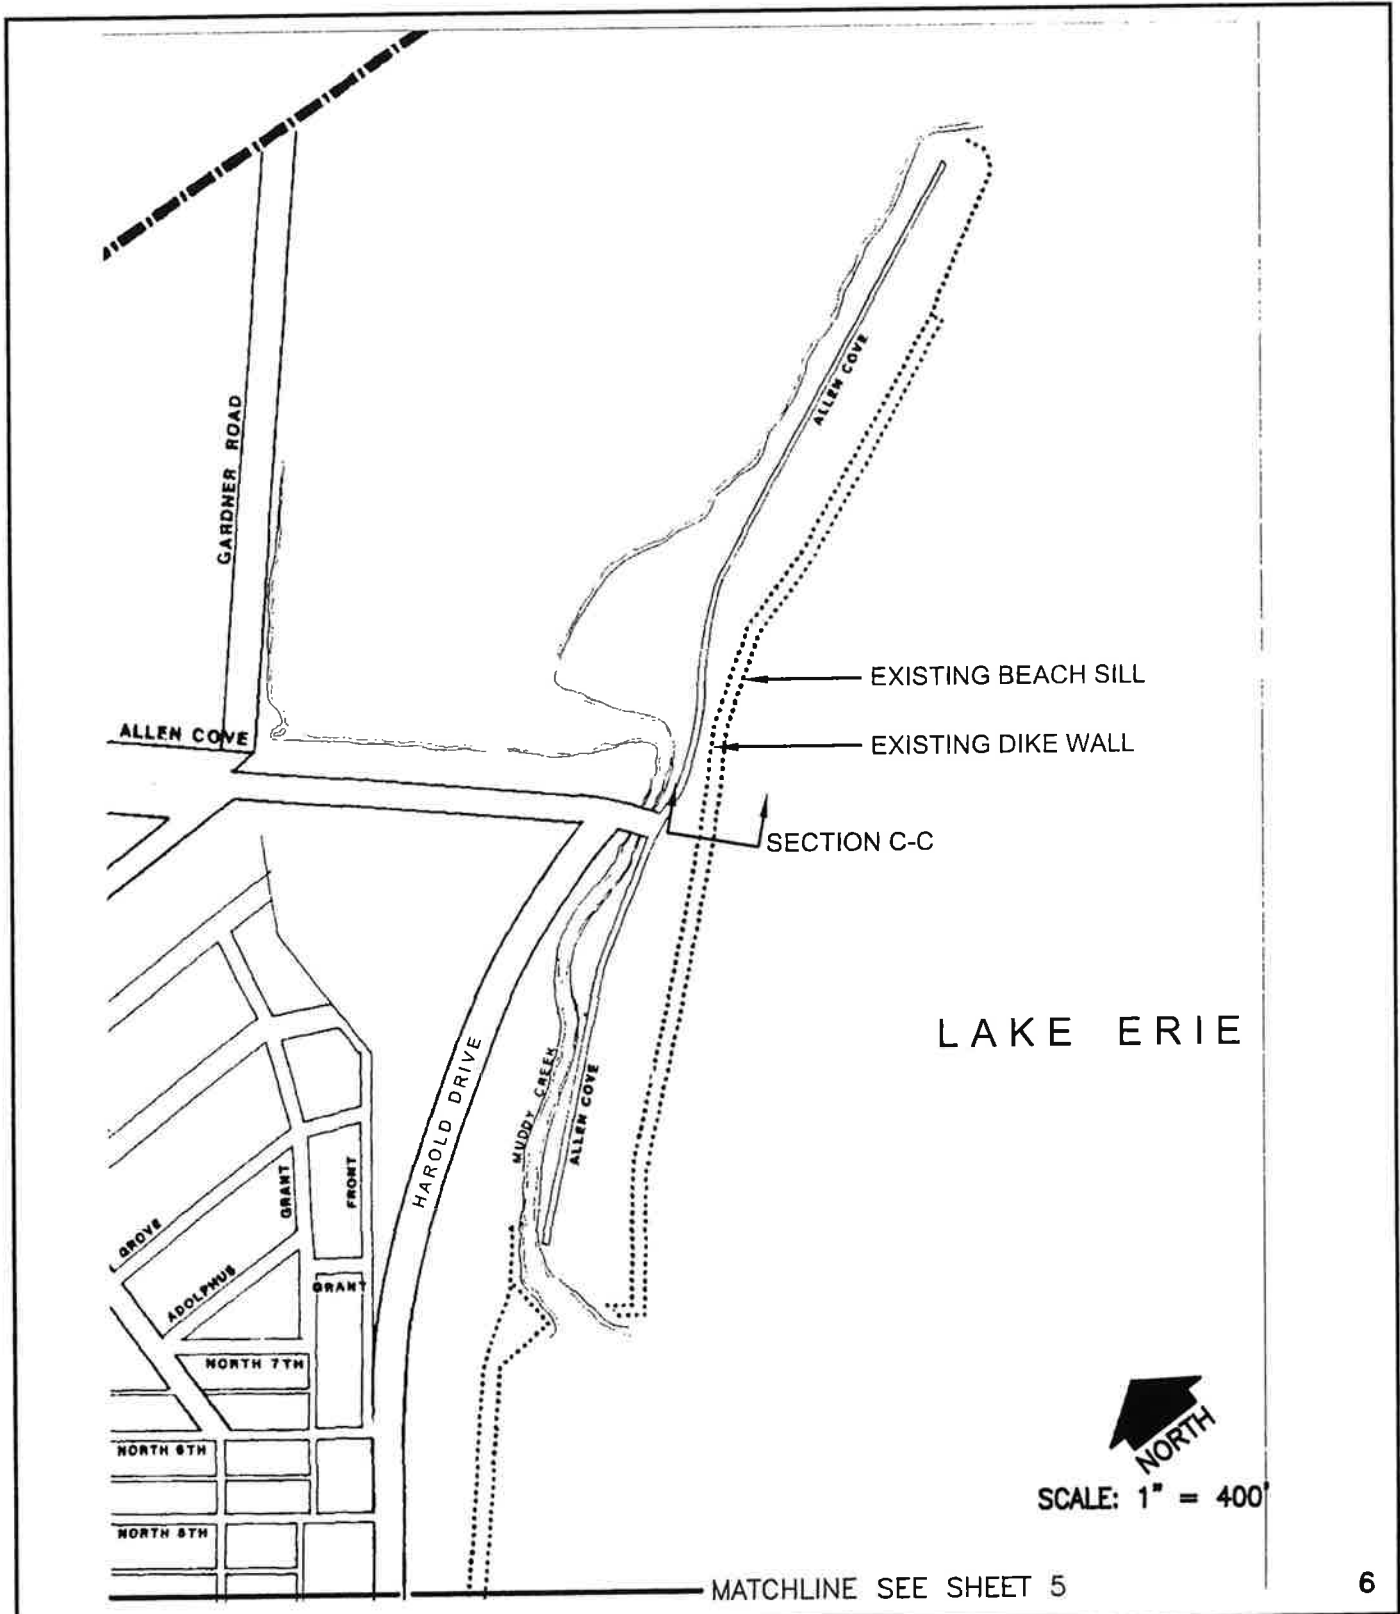 GARDNER ROAD
ALLEN COVE
ALLEN COVE
EXISTING BEACH SILL
EXISTING DIKE WALL
SECTION C-C
LAKE ERIE
HAROLD DRIVE
MUDDY CREEK
ALLEN COVE
GRANT
FRONT
GROVE
ADOLPHUS
GRANT
NORTH 7TH
NORTH 6TH
NORTH 5TH
NORTH
SCALE: 1" = 400'
MATCHLINE SEE SHEET 5
6